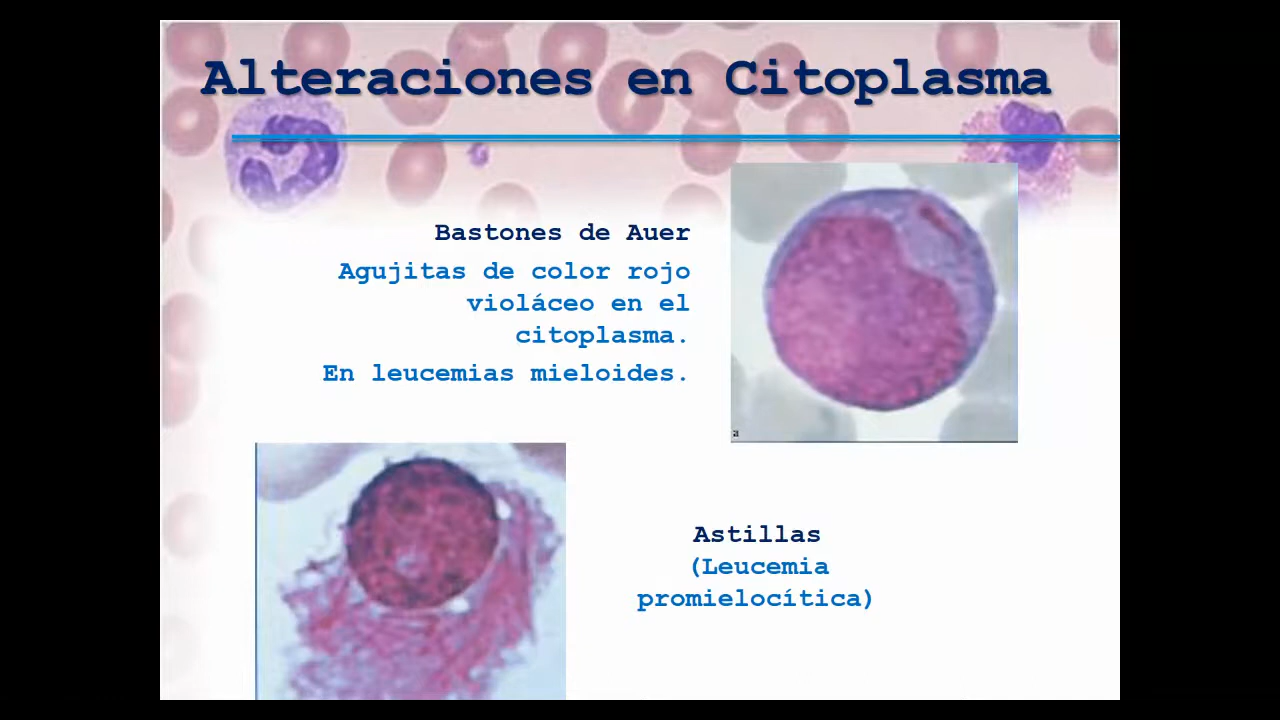 Alteraciones en Citoplasma
Bastones de Auer
Agujitas de color rojo
violáceo en el
citoplasma.
En leucemias mieloides.
a
Astillas
(Leucemia
promielocítica)